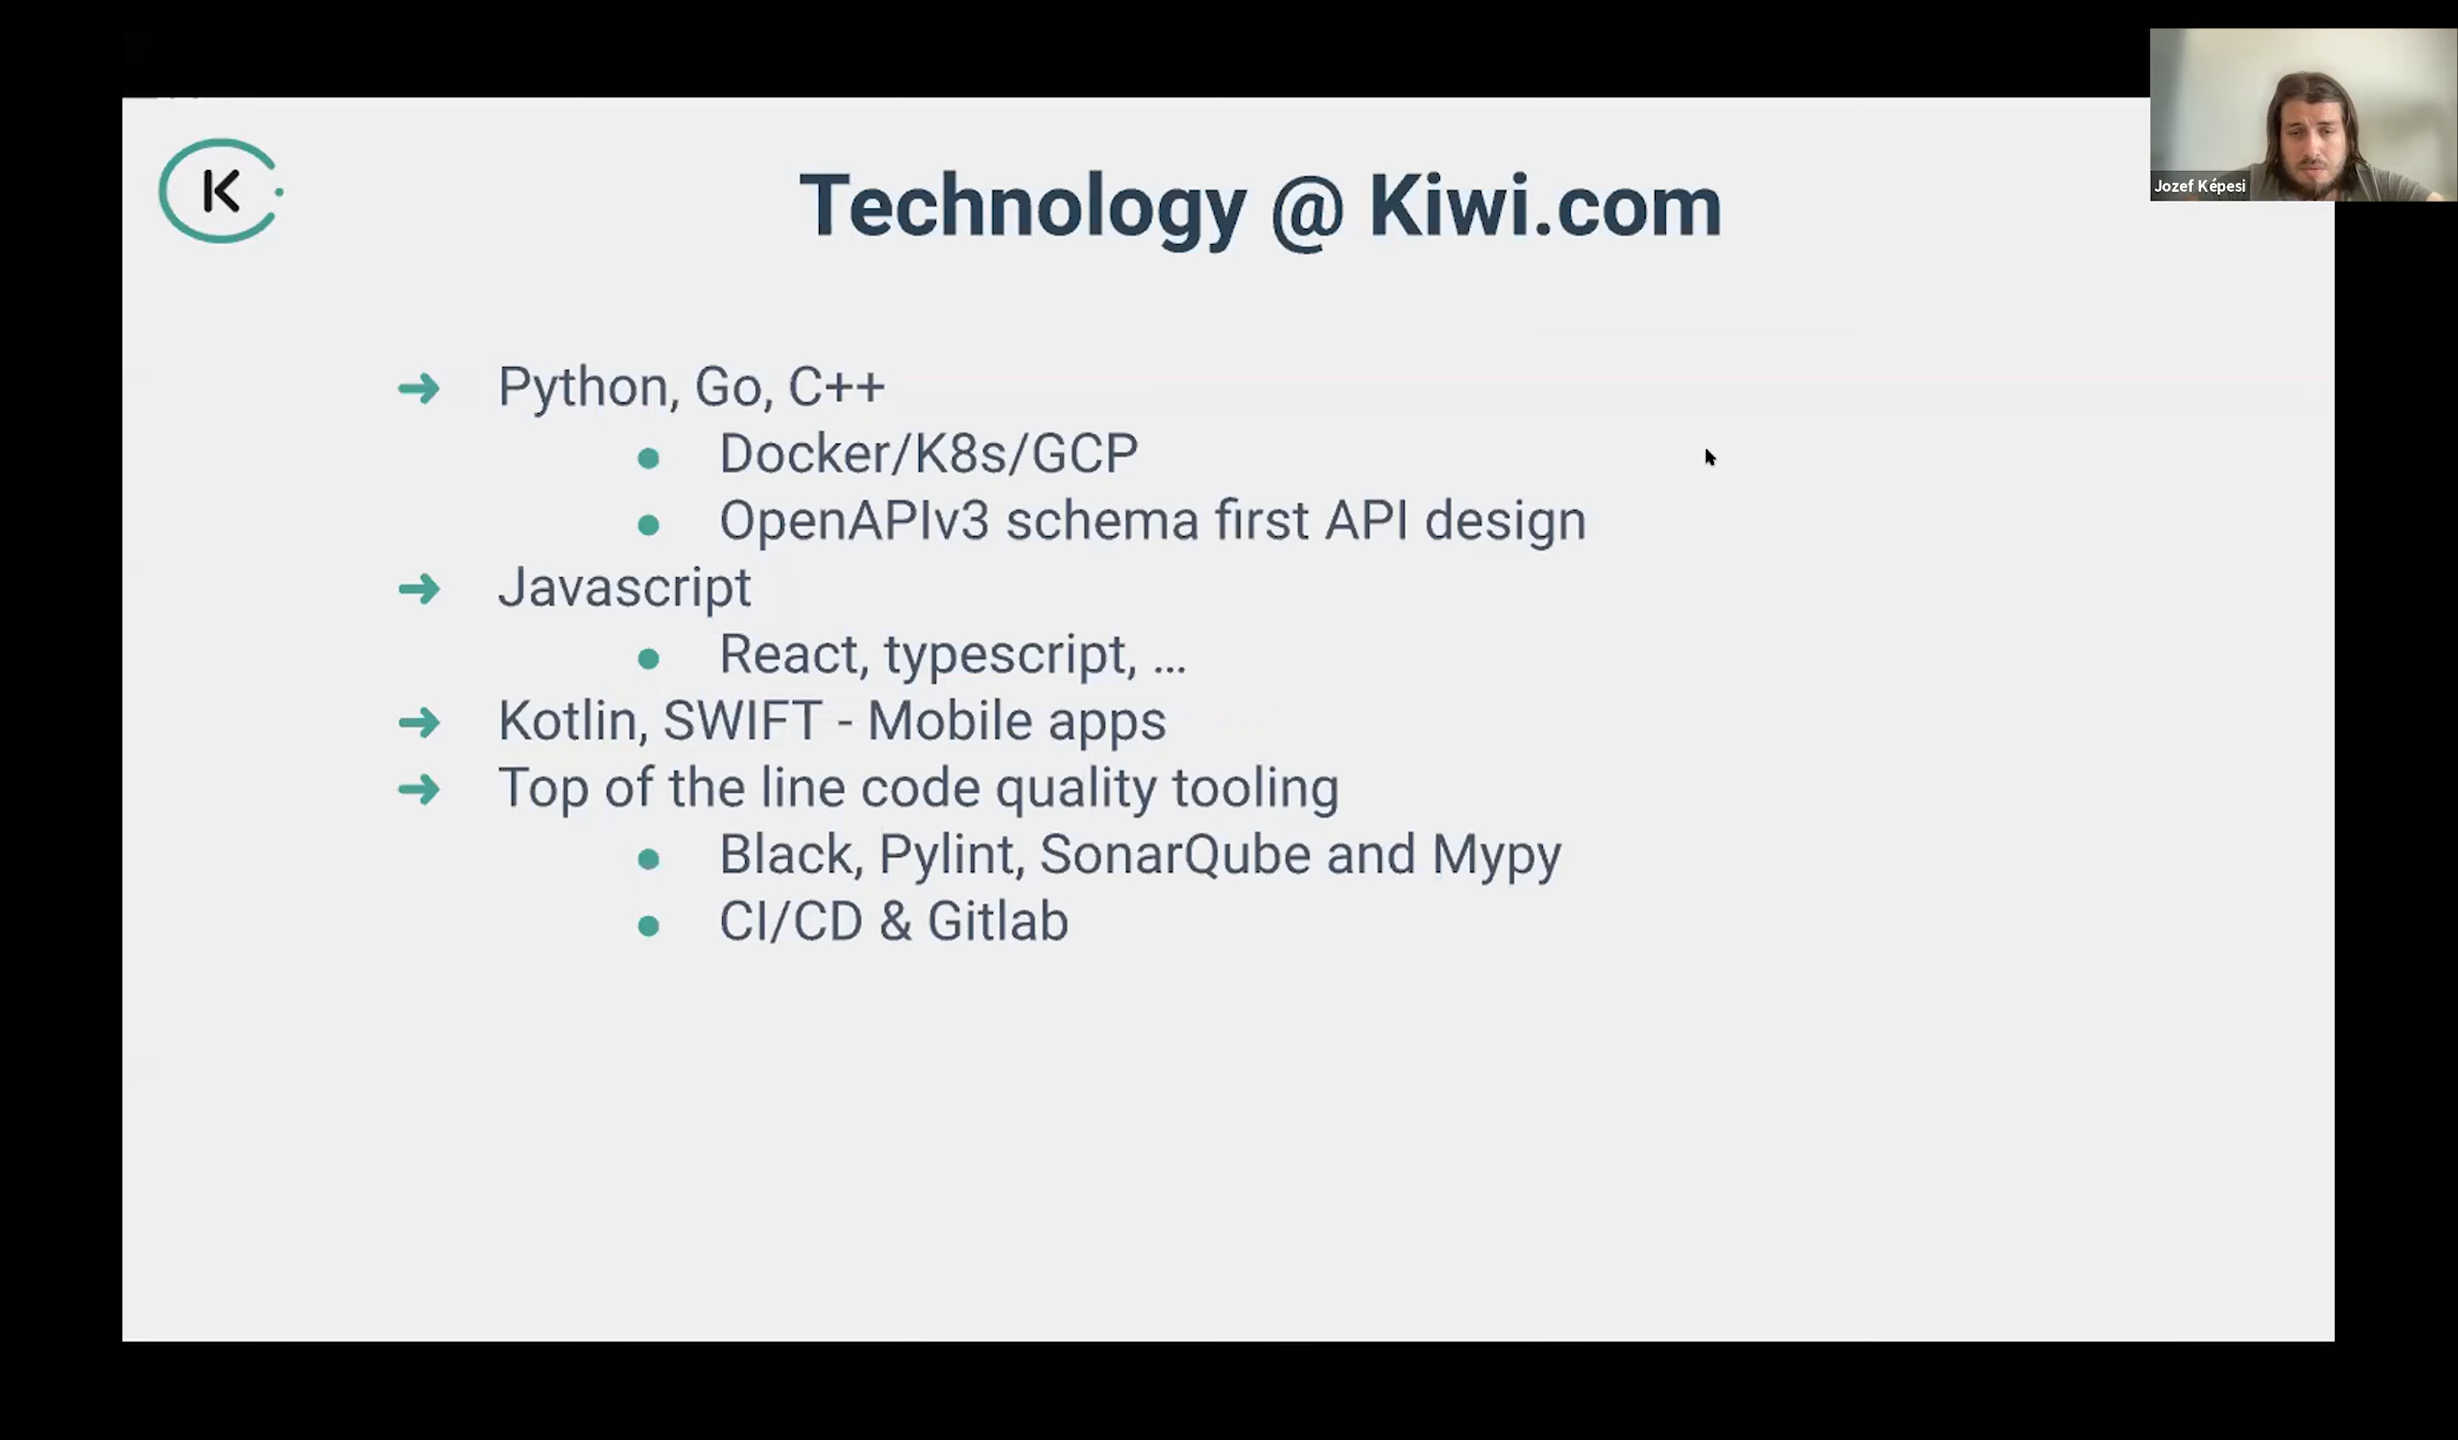 K
Technology @ Kiwi.com
Jozef Képesi
Python, Go, C++
Docker/K8s/GCP
OpenAPIv3 schema first API design
Javascript
React, typescript, ...
Kotlin, SWIFT - Mobile apps
Top of the line code quality tooling
Black, Pylint, SonarQube and Mypy
CI/CD & Gitlab